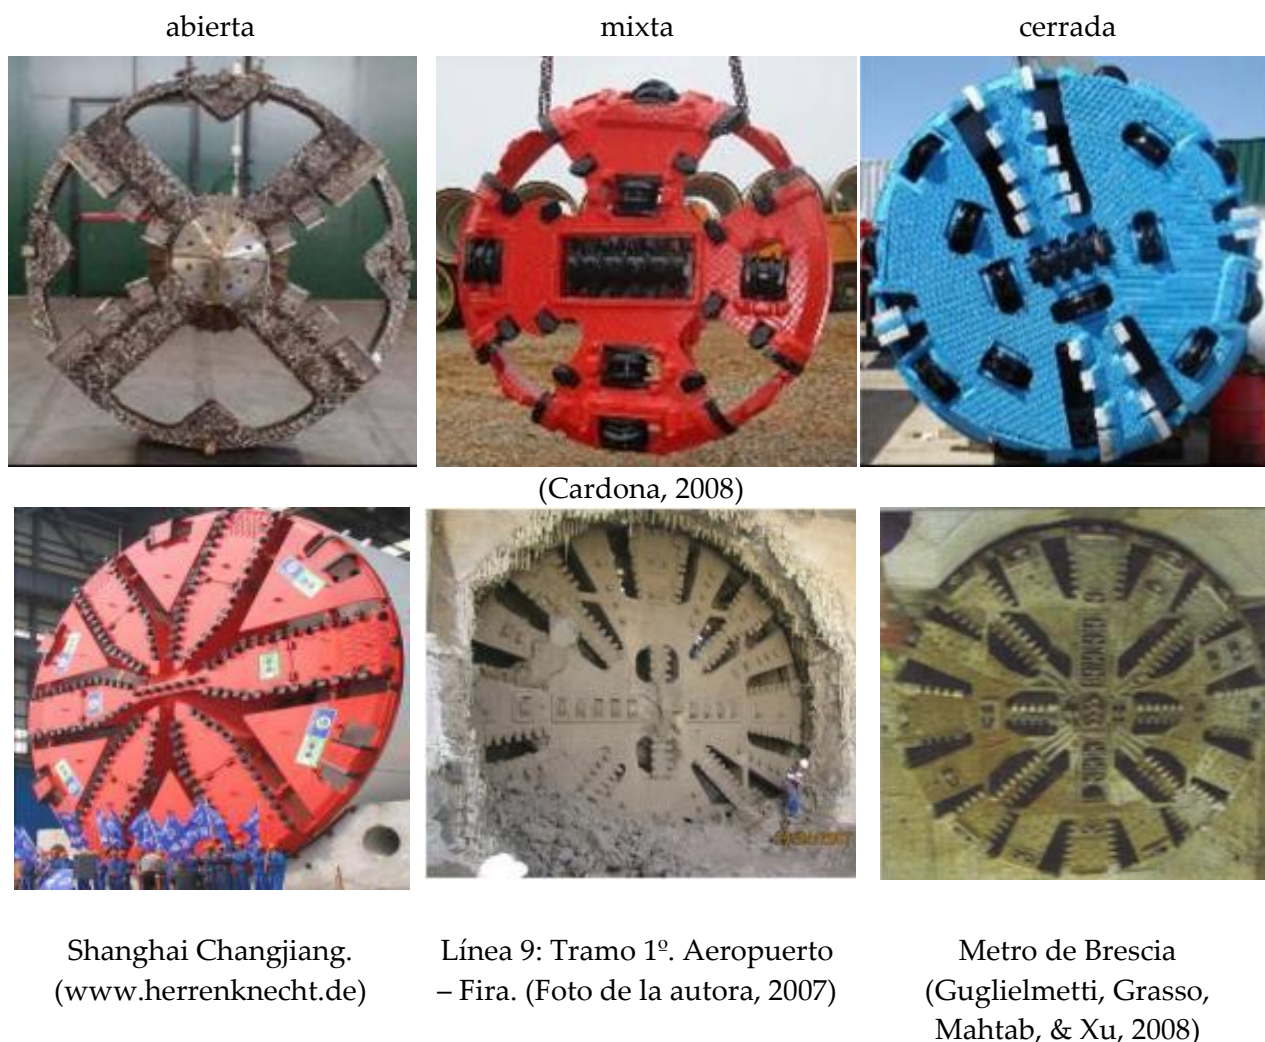 abierta
mixta
cerrada
(Cardona, 2008)
Shanghai Changjiang.
(www.herrenknecht.de)
Línea 9: Tramo 1º. Aeropuerto
– Fira. (Foto de la autora, 2007)
Metro de Brescia
(Guglielmetti, Grasso,
Mahtab, & Xu, 2008)